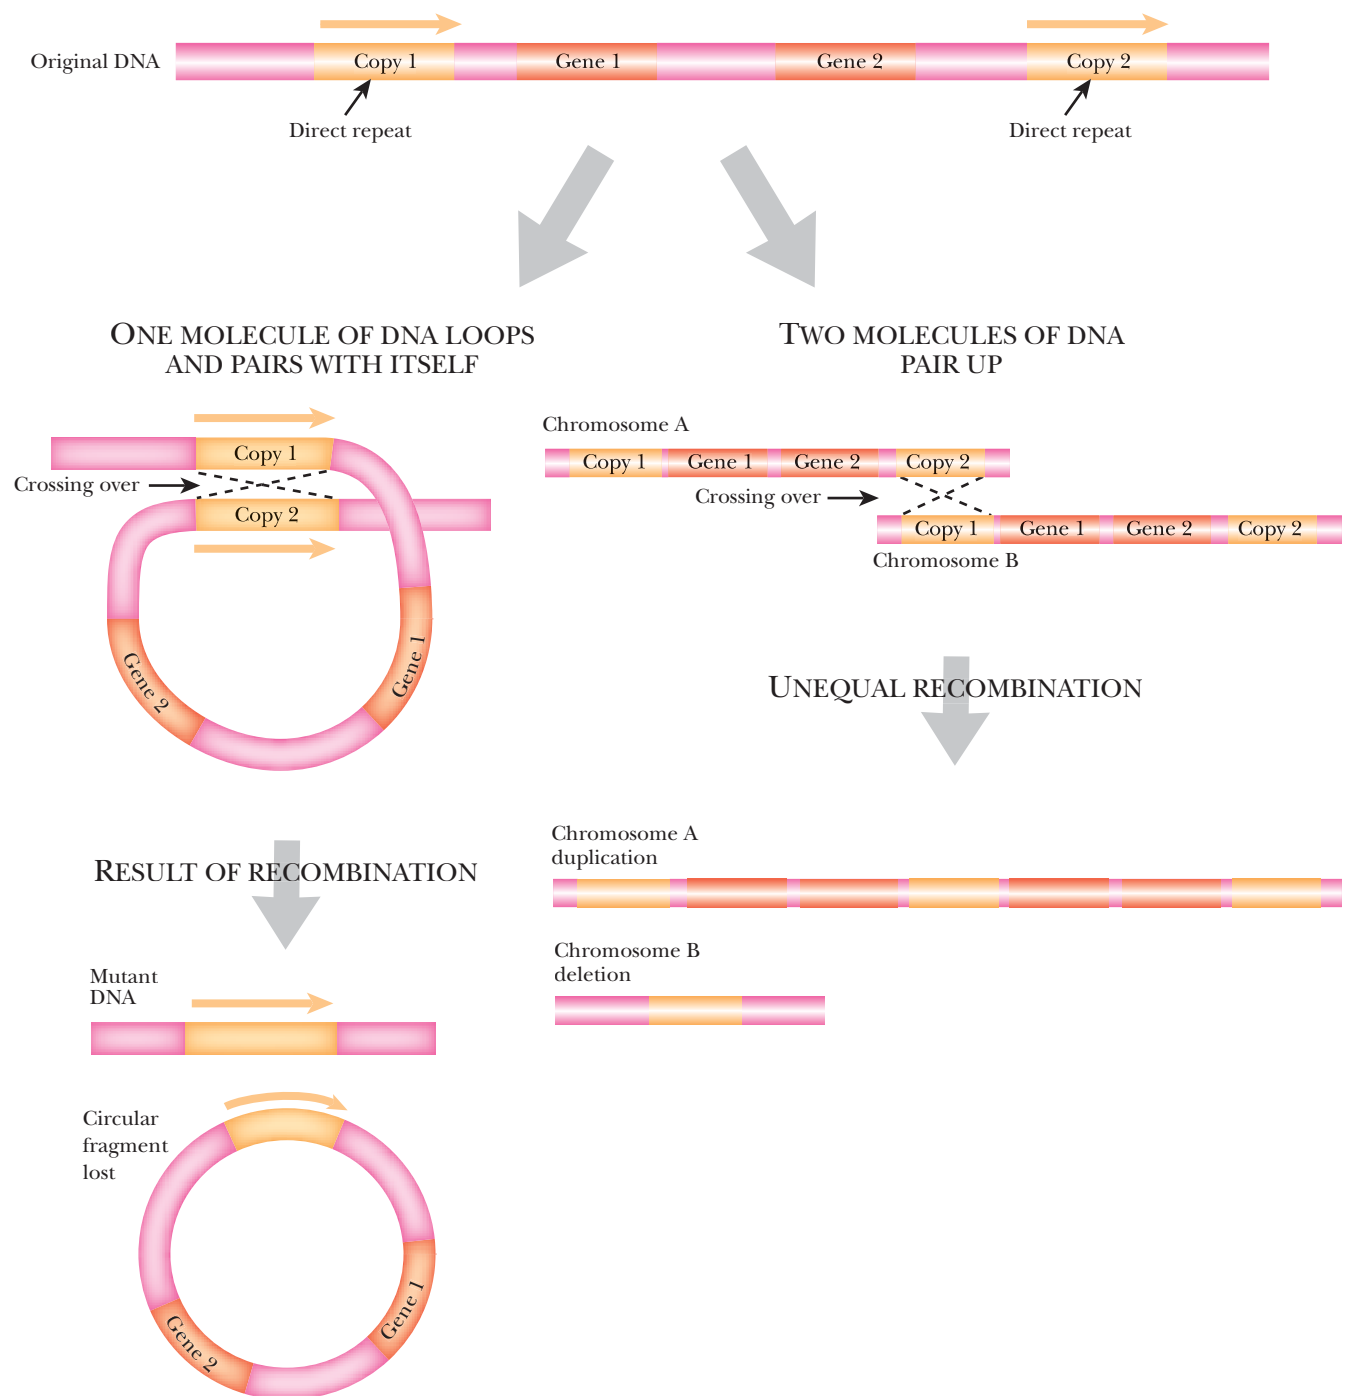 Original DNA
Copy 1
Gene 1
Gene 2
Copy 2
Direct repeat
Direct repeat
ONE MOLECULE OF DNA LOOPS
AND PAIRS WITH ITSELF
Copy 1
Crossing over
Copy 2
Gene 2
Gene 1
RESULT OF RECOMBINATION
Mutant
DNA
Circular
fragment
lost
Gene 2
Gene 1
TWO MOLECULES OF DNA
PAIR UP
Chromosome A
Copy 1
Gene 1
Gene 2
Copy 2
Crossing over
Copy 1
Gene 1
Gene 2
Copy 2
Chromosome B
UNEQUAL RECOMBINATION
Chromosome A
duplication
Chromosome B
deletion